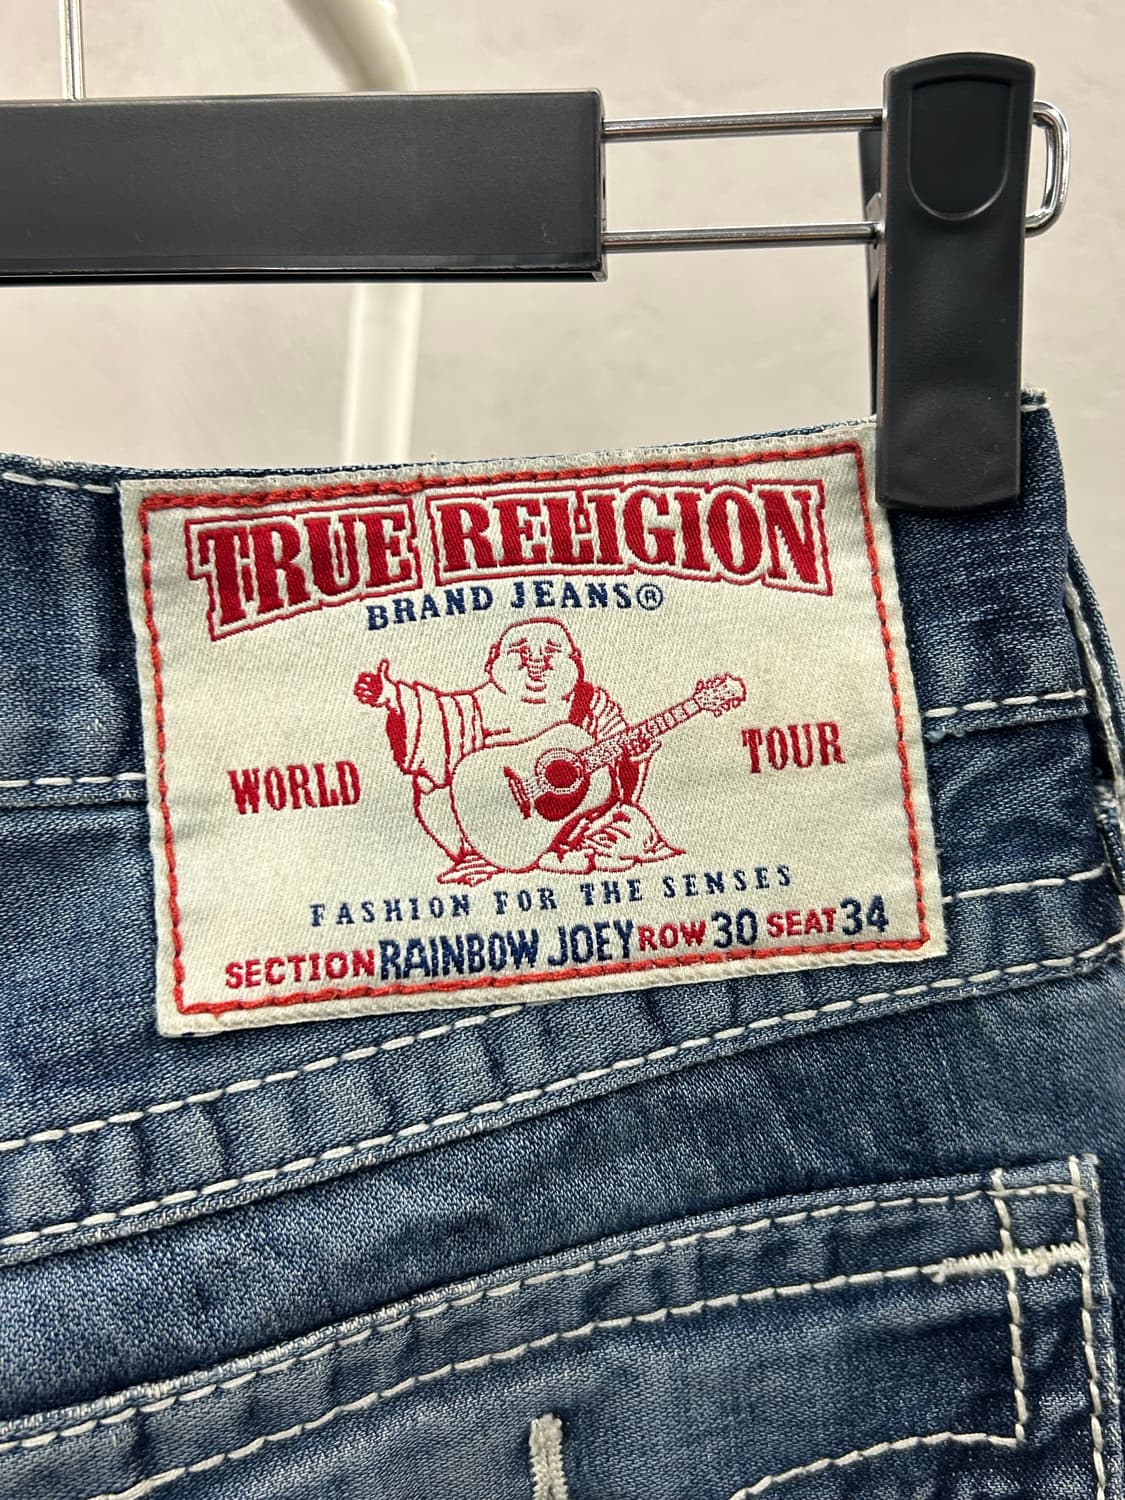 TRUE RELIGION
BRAND JEANS®
WORLD TOUR
FASHION FOR THE SENSES
SECTION RAINBOW JOEY ROW 30 SEAT 34